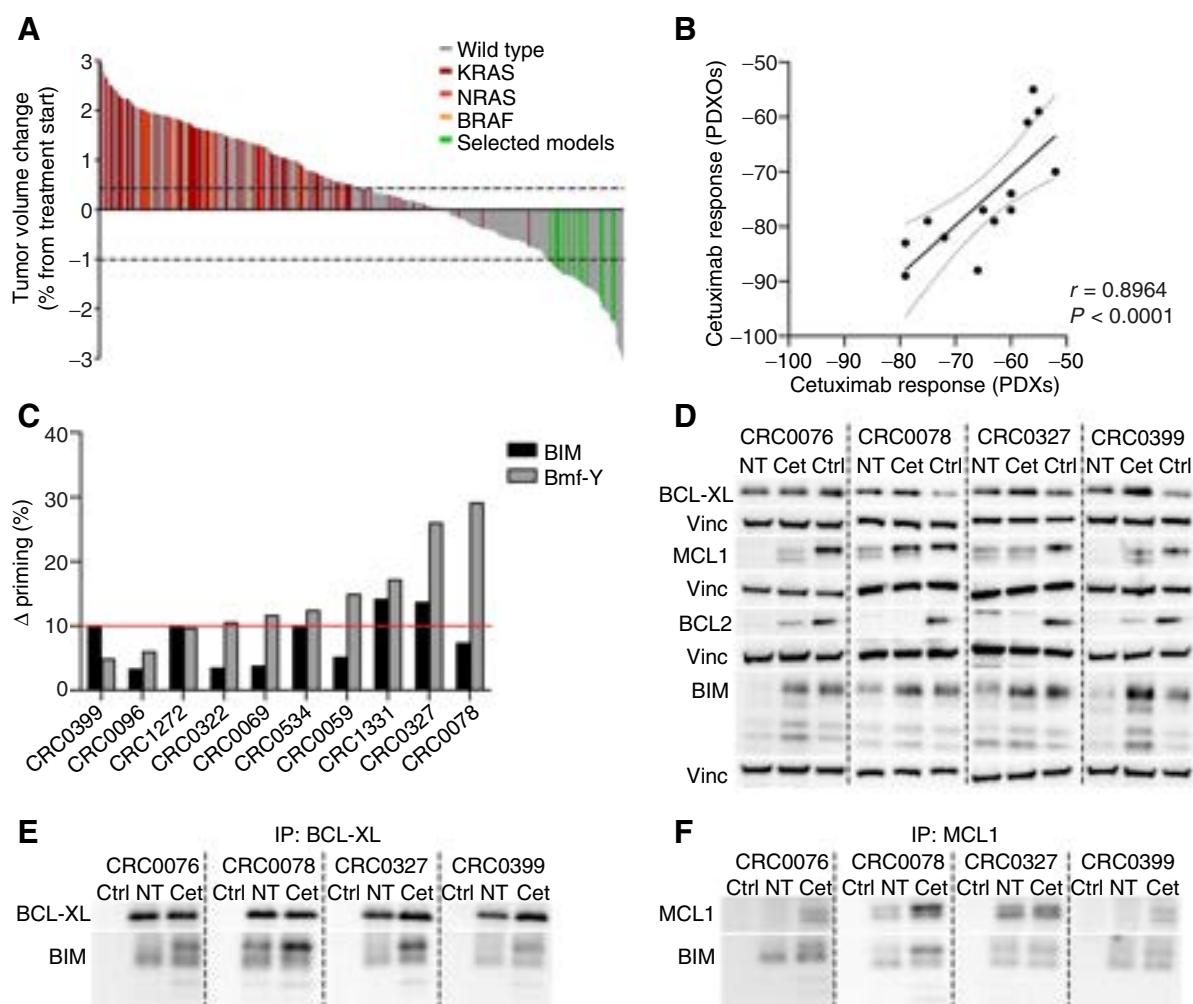 A
Tumor volume change
(% from treatment start)
3
2
1
0
−1
−2
−3
Wild type
KRAS
NRAS
BRAF
Selected models
B
Cetuximab response (PDXOs)
−50
−60
−70
−80
−90
−100
−100 −90 −80 −70 −60 −50
Cetuximab response (PDXs)
r = 0.8964
P < 0.0001
C
Δ priming (%)
40
30
20
10
0
BIM
Bmf-Y
CRC0399
CRC0096
CRC1272
CRC0322
CRC0069
CRC0534
CRC0059
CRC1331
CRC0327
CRC0078
D
CRC0076 CRC0078 CRC0327 CRC0399
NT Cet Ctrl NT Cet Ctrl NT Cet Ctrl NT Cet Ctrl
BCL-XL
Vinc
MCL1
Vinc
BCL2
Vinc
BIM
Vinc
E
IP: BCL-XL
CRC0076 CRC0078 CRC0327 CRC0399
Ctrl NT Cet Ctrl NT Cet Ctrl NT Cet Ctrl NT Cet
BCL-XL
BIM
F
IP: MCL1
CRC0076 CRC0078 CRC0327 CRC0399
Ctrl NT Cet Ctrl NT Cet Ctrl NT Cet Ctrl NT Cet
MCL1
BIM